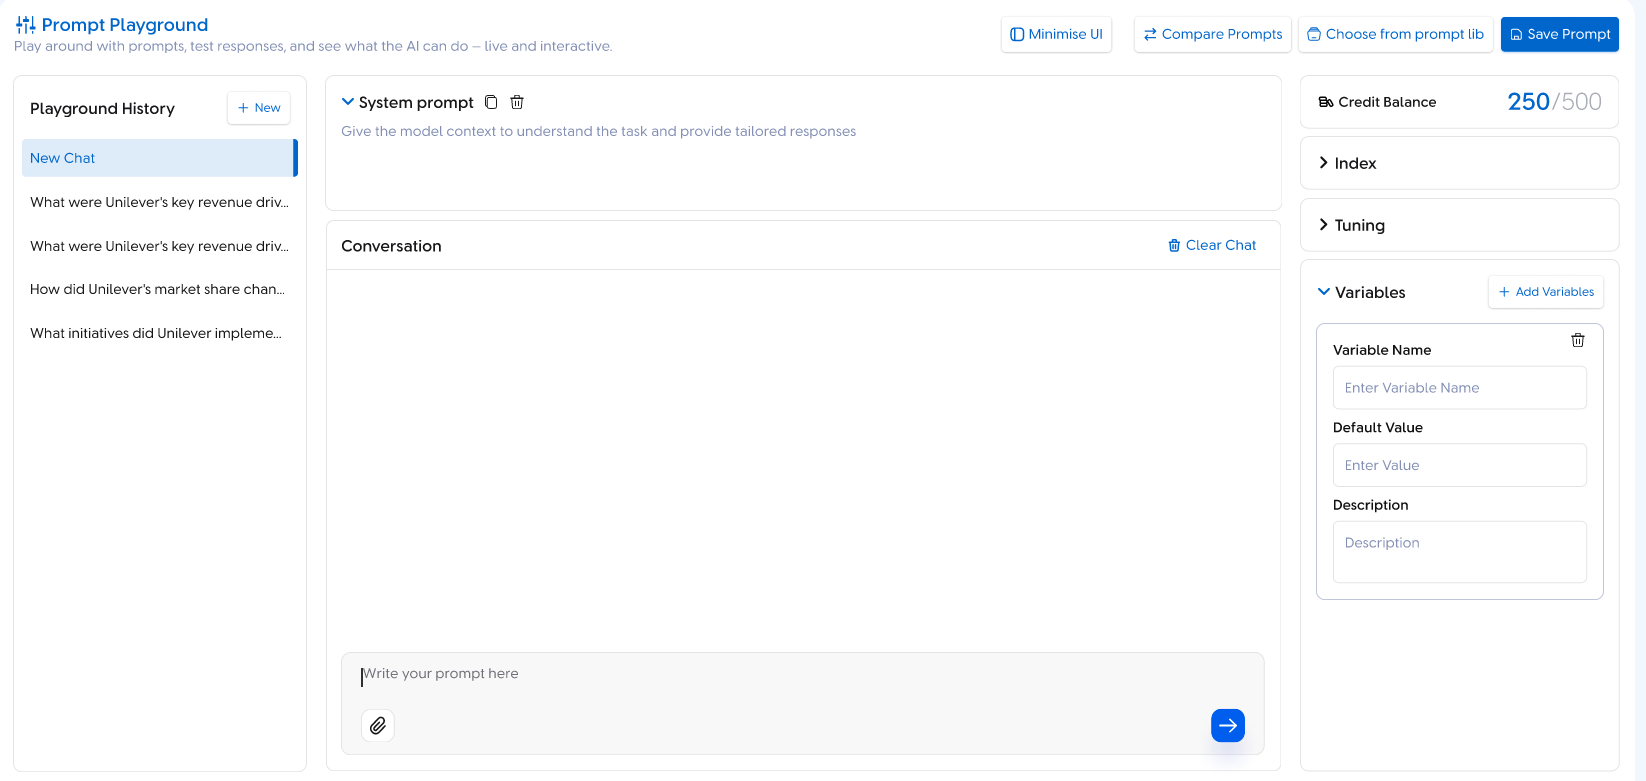 Prompt Playground
Play around with prompts, test responses, and see what the AI can do – live and interactive.
Minimise UI
Compare Prompts
Choose from prompt lib
Save Prompt
Playground History
+ New
New Chat
What were Unilever's key revenue driv...
What were Unilever's key revenue driv...
How did Unilever's market share chan...
What initiatives did Unilever impleme...
System prompt
Give the model context to understand the task and provide tailored responses
Conversation
Clear Chat
Write your prompt here
Credit Balance
250/500
Index
Tuning
Variables
+ Add Variables
Variable Name
Enter Variable Name
Default Value
Enter Value
Description
Description